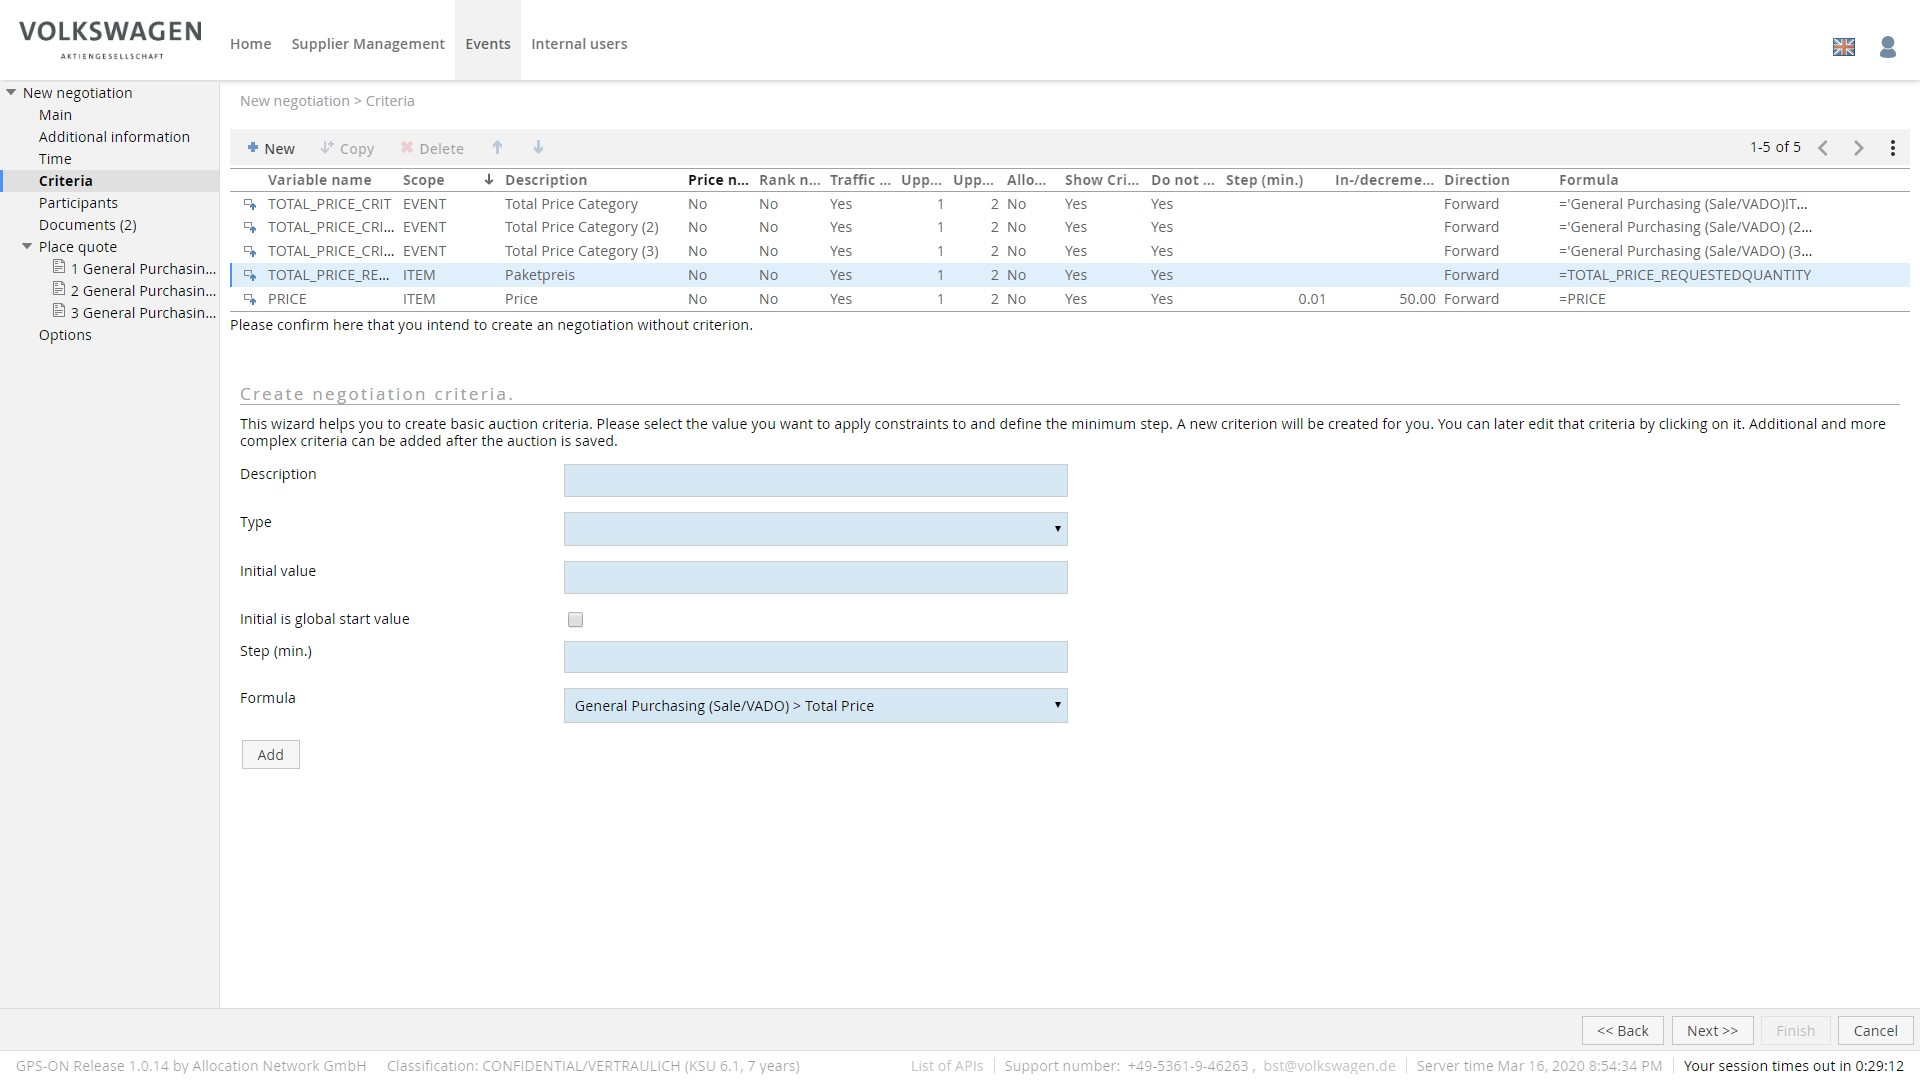 VOLKSWAGEN
AKTIENGESELLSCHAFT
Home Supplier Management Events Internal users
New negotiation
Main
Additional information
Time
Criteria
Participants
Documents (2)
Place quote
1 General Purchasin...
2 General Purchasin...
3 General Purchasin...
Options
New negotiation > Criteria
New Copy Delete 1-5 of 5
Variable name Scope Description Price n... Rank n... Traffic ... Upp... Upp... Allo... Show Cri... Do not ... Step (min.) In-/decreme... Direction Formula
TOTAL_PRICE_CRIT EVENT Total Price Category No No Yes 1 2 No Yes Yes Forward ='General Purchasing (Sale/VADO)!T...
TOTAL_PRICE_CRI... EVENT Total Price Category (2) No No Yes 1 2 No Yes Yes Forward ='General Purchasing (Sale/VADO) (2...
TOTAL_PRICE_CRI... EVENT Total Price Category (3) No No Yes 1 2 No Yes Yes Forward ='General Purchasing (Sale/VADO) (3...
TOTAL_PRICE_RE... ITEM Paketpreis No No Yes 1 2 No Yes Yes Forward =TOTAL_PRICE_REQUESTEDQUANTITY
PRICE ITEM Price No No Yes 1 2 No Yes Yes 0.01 50.00 Forward =PRICE
Please confirm here that you intend to create an negotiation without criterion.
Create negotiation criteria.
This wizard helps you to create basic auction criteria. Please select the value you want to apply constraints to and define the minimum step. A new criterion will be created for you. You can later edit that criteria by clicking on it. Additional and more
complex criteria can be added after the auction is saved.
Description
Type
Initial value
Initial is global start value
Step (min.)
Formula General Purchasing (Sale/VADO) > Total Price
Add
<< Back Next >> Finish Cancel
GPS-ON Release 1.0.14 by Allocation Network GmbH Classification: CONFIDENTIAL/VERTRAULICH (KSU 6.1, 7 years) List of APIs Support number: +49-5361-9-46263 , bst@volkswagen.de Server time Mar 16, 2020 8:54:34 PM Your session times out in 0:29:12